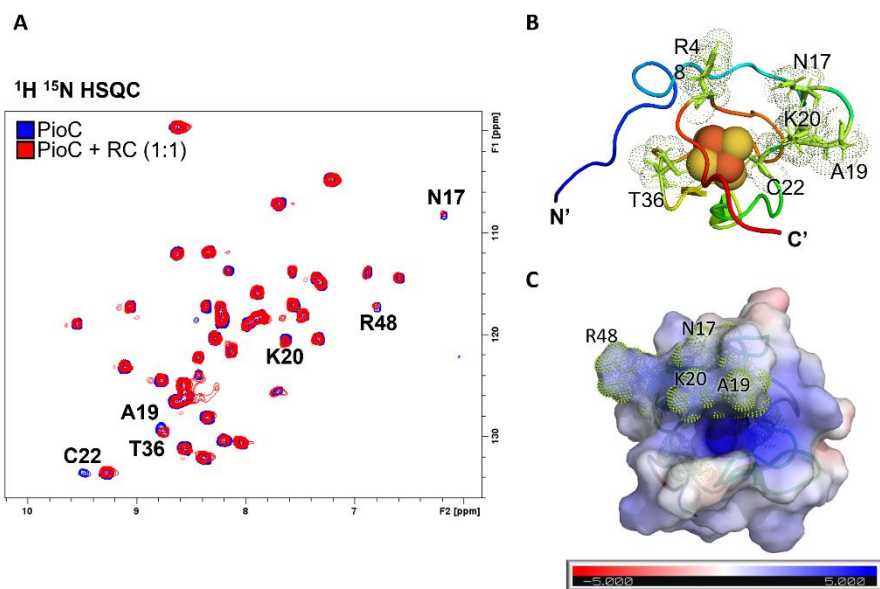 A
¹H ¹⁵N HSQC
PioC
PioC + RC (1:1)
N17
R48
K20
A19
T36
C22
110
120
130
F1 [ppm]
10
9
8
7
F2 [ppm]
B
R4
8
N17
K20
A19
C22
T36
N'
C'
C
R48
N17
K20
A19
-5.000
5.000